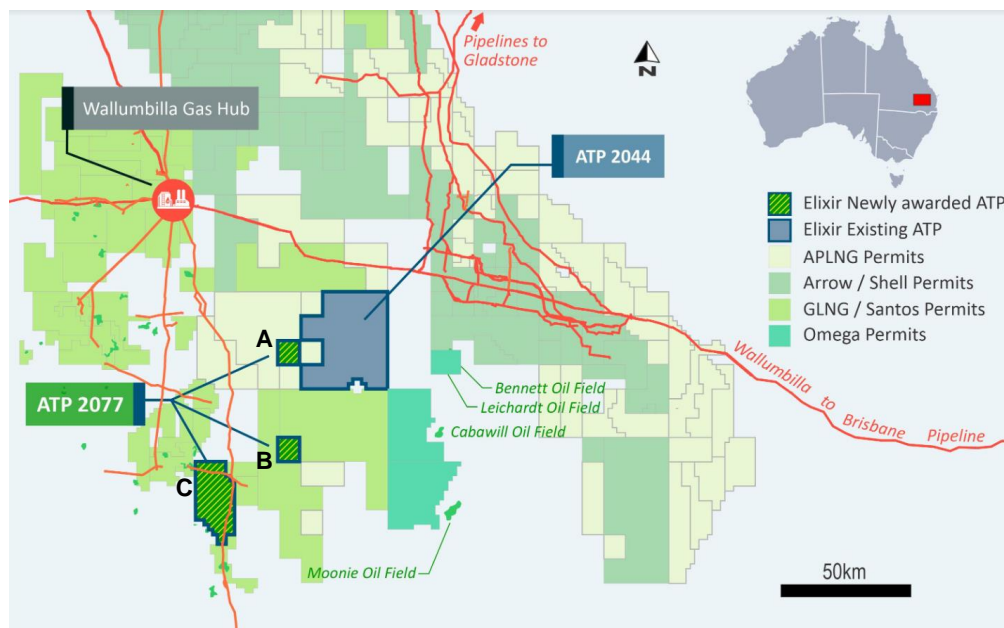 Pipelines to
Gladstone
N
Wallumbilla Gas Hub
ATP 2044
Elixir Newly awarded ATP
Elixir Existing ATP
APLNG Permits
Arrow / Shell Permits
GLNG / Santos Permits
Omega Permits
A
ATP 2077
B
C
Bennett Oil Field
Leichardt Oil Field
Cabawill Oil Field
Moonie Oil Field
Wallumbilla to Brisbane Pipeline
50km